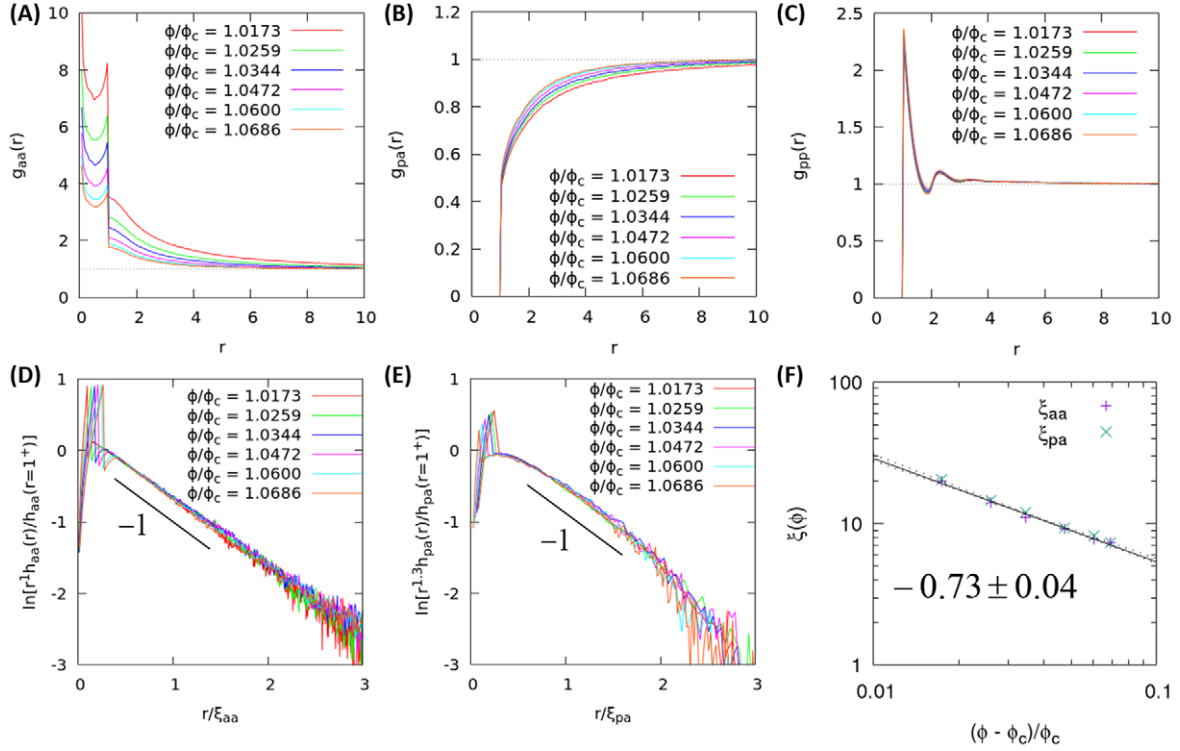 (A)
g_aa(r)
10
8
6
4
2
0
ϕ/ϕ_c = 1.0173
ϕ/ϕ_c = 1.0259
ϕ/ϕ_c = 1.0344
ϕ/ϕ_c = 1.0472
ϕ/ϕ_c = 1.0600
ϕ/ϕ_c = 1.0686
0 2 4 6 8 10
r
(B)
g_pa(r)
1.2
1
0.8
0.6
0.4
0.2
0
ϕ/ϕ_c = 1.0173
ϕ/ϕ_c = 1.0259
ϕ/ϕ_c = 1.0344
ϕ/ϕ_c = 1.0472
ϕ/ϕ_c = 1.0600
ϕ/ϕ_c = 1.0686
0 2 4 6 8 10
r
(C)
g_pp(r)
2.5
2
1.5
1
0.5
0
ϕ/ϕ_c = 1.0173
ϕ/ϕ_c = 1.0259
ϕ/ϕ_c = 1.0344
ϕ/ϕ_c = 1.0472
ϕ/ϕ_c = 1.0600
ϕ/ϕ_c = 1.0686
0 2 4 6 8 10
r
(D)
ln[r¹h_aa(r)/h_aa(r=1⁺)]
1
0
-1
-2
-3
ϕ/ϕ_c = 1.0173
ϕ/ϕ_c = 1.0259
ϕ/ϕ_c = 1.0344
ϕ/ϕ_c = 1.0472
ϕ/ϕ_c = 1.0600
ϕ/ϕ_c = 1.0686
−1
0 1 2 3
r/ξ_aa
(E)
ln[r^1.3h_pa(r)/h_pa(r=1⁺)]
1
0
-1
-2
-3
ϕ/ϕ_c = 1.0173
ϕ/ϕ_c = 1.0259
ϕ/ϕ_c = 1.0344
ϕ/ϕ_c = 1.0472
ϕ/ϕ_c = 1.0600
ϕ/ϕ_c = 1.0686
−1
0 1 2 3
r/ξ_pa
(F)
ξ(ϕ)
100
10
1
ξ_aa
ξ_pa
−0.73 ± 0.04
0.01 0.1
(ϕ - ϕ_c)/ϕ_c